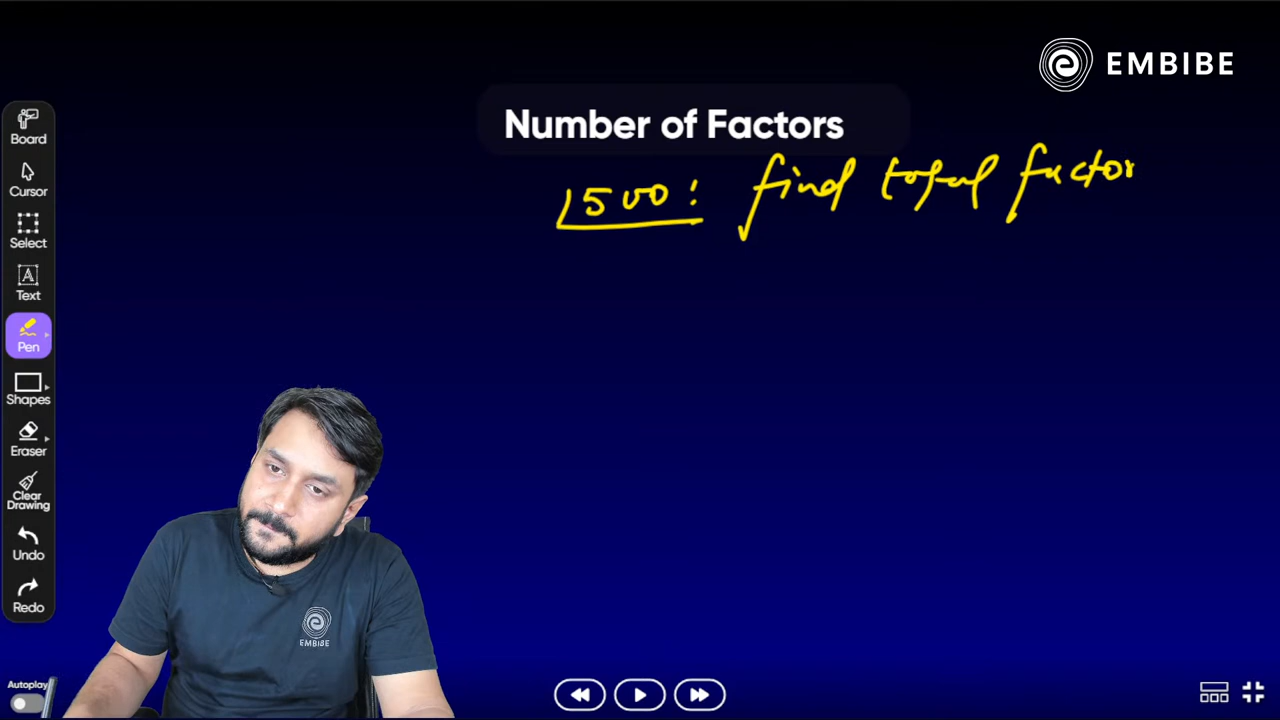 EMBIBE
Number of Factors
1500: find total factor
Board
Cursor
Select
Text
Pen
Shapes
Eraser
Clear
Drawing
Undo
Redo
EMBIBE
Autoplay